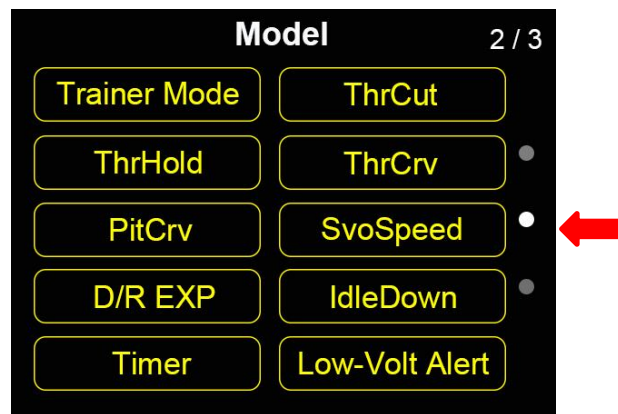 Model 2 / 3
Trainer Mode ThrCut
ThrHold ThrCrv
PitCrv SvoSpeed
D/R EXP IdleDown
Timer Low-Volt Alert